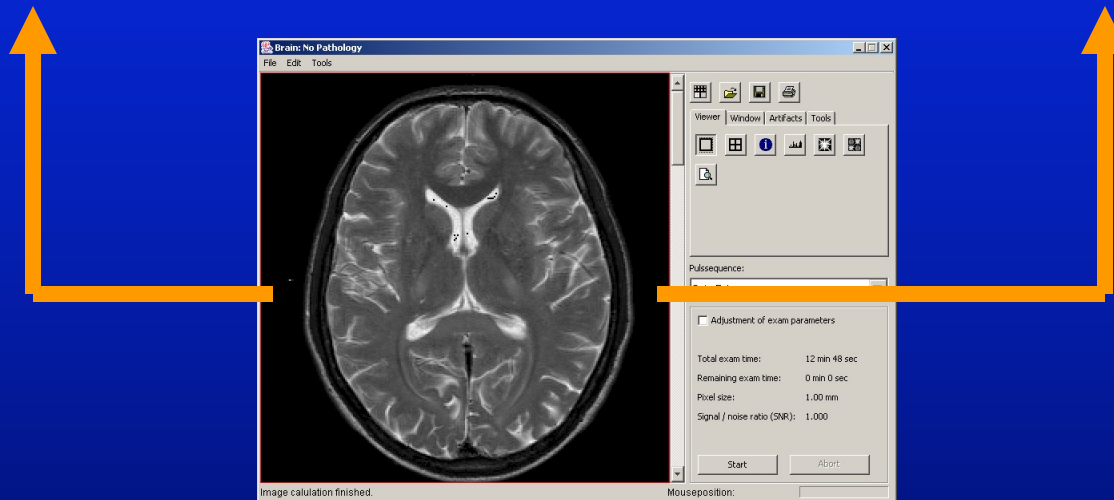 Brain: No Pathology
File Edit Tools
Viewer Window Artifacts Tools
Pulssequence:
Adjustment of exam parameters
Total exam time: 12 min 48 sec
Remaining exam time: 0 min 0 sec
Pixel size: 1.00 mm
Signal / noise ratio (SNR): 1.000
Start Abort
Image calulation finished. Mouseposition: